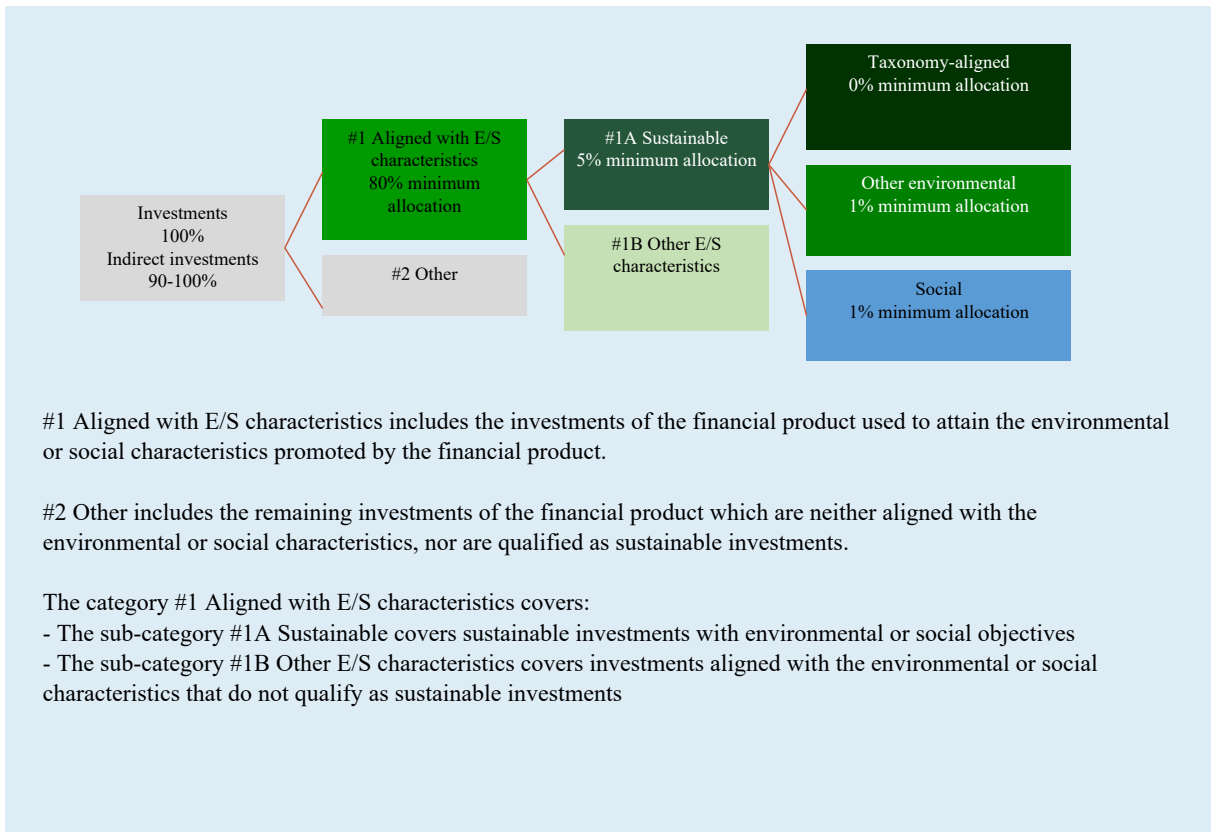 Investments
100%
Indirect investments
90-100%
#1 Aligned with E/S
characteristics
80% minimum
allocation
#2 Other
#1A Sustainable
5% minimum allocation
#1B Other E/S
characteristics
Taxonomy-aligned
0% minimum allocation
Other environmental
1% minimum allocation
Social
1% minimum allocation
#1 Aligned with E/S characteristics includes the investments of the financial product used to attain the environmental
or social characteristics promoted by the financial product.
#2 Other includes the remaining investments of the financial product which are neither aligned with the
environmental or social characteristics, nor are qualified as sustainable investments.
The category #1 Aligned with E/S characteristics covers:
- The sub-category #1A Sustainable covers sustainable investments with environmental or social objectives
- The sub-category #1B Other E/S characteristics covers investments aligned with the environmental or social
characteristics that do not qualify as sustainable investments